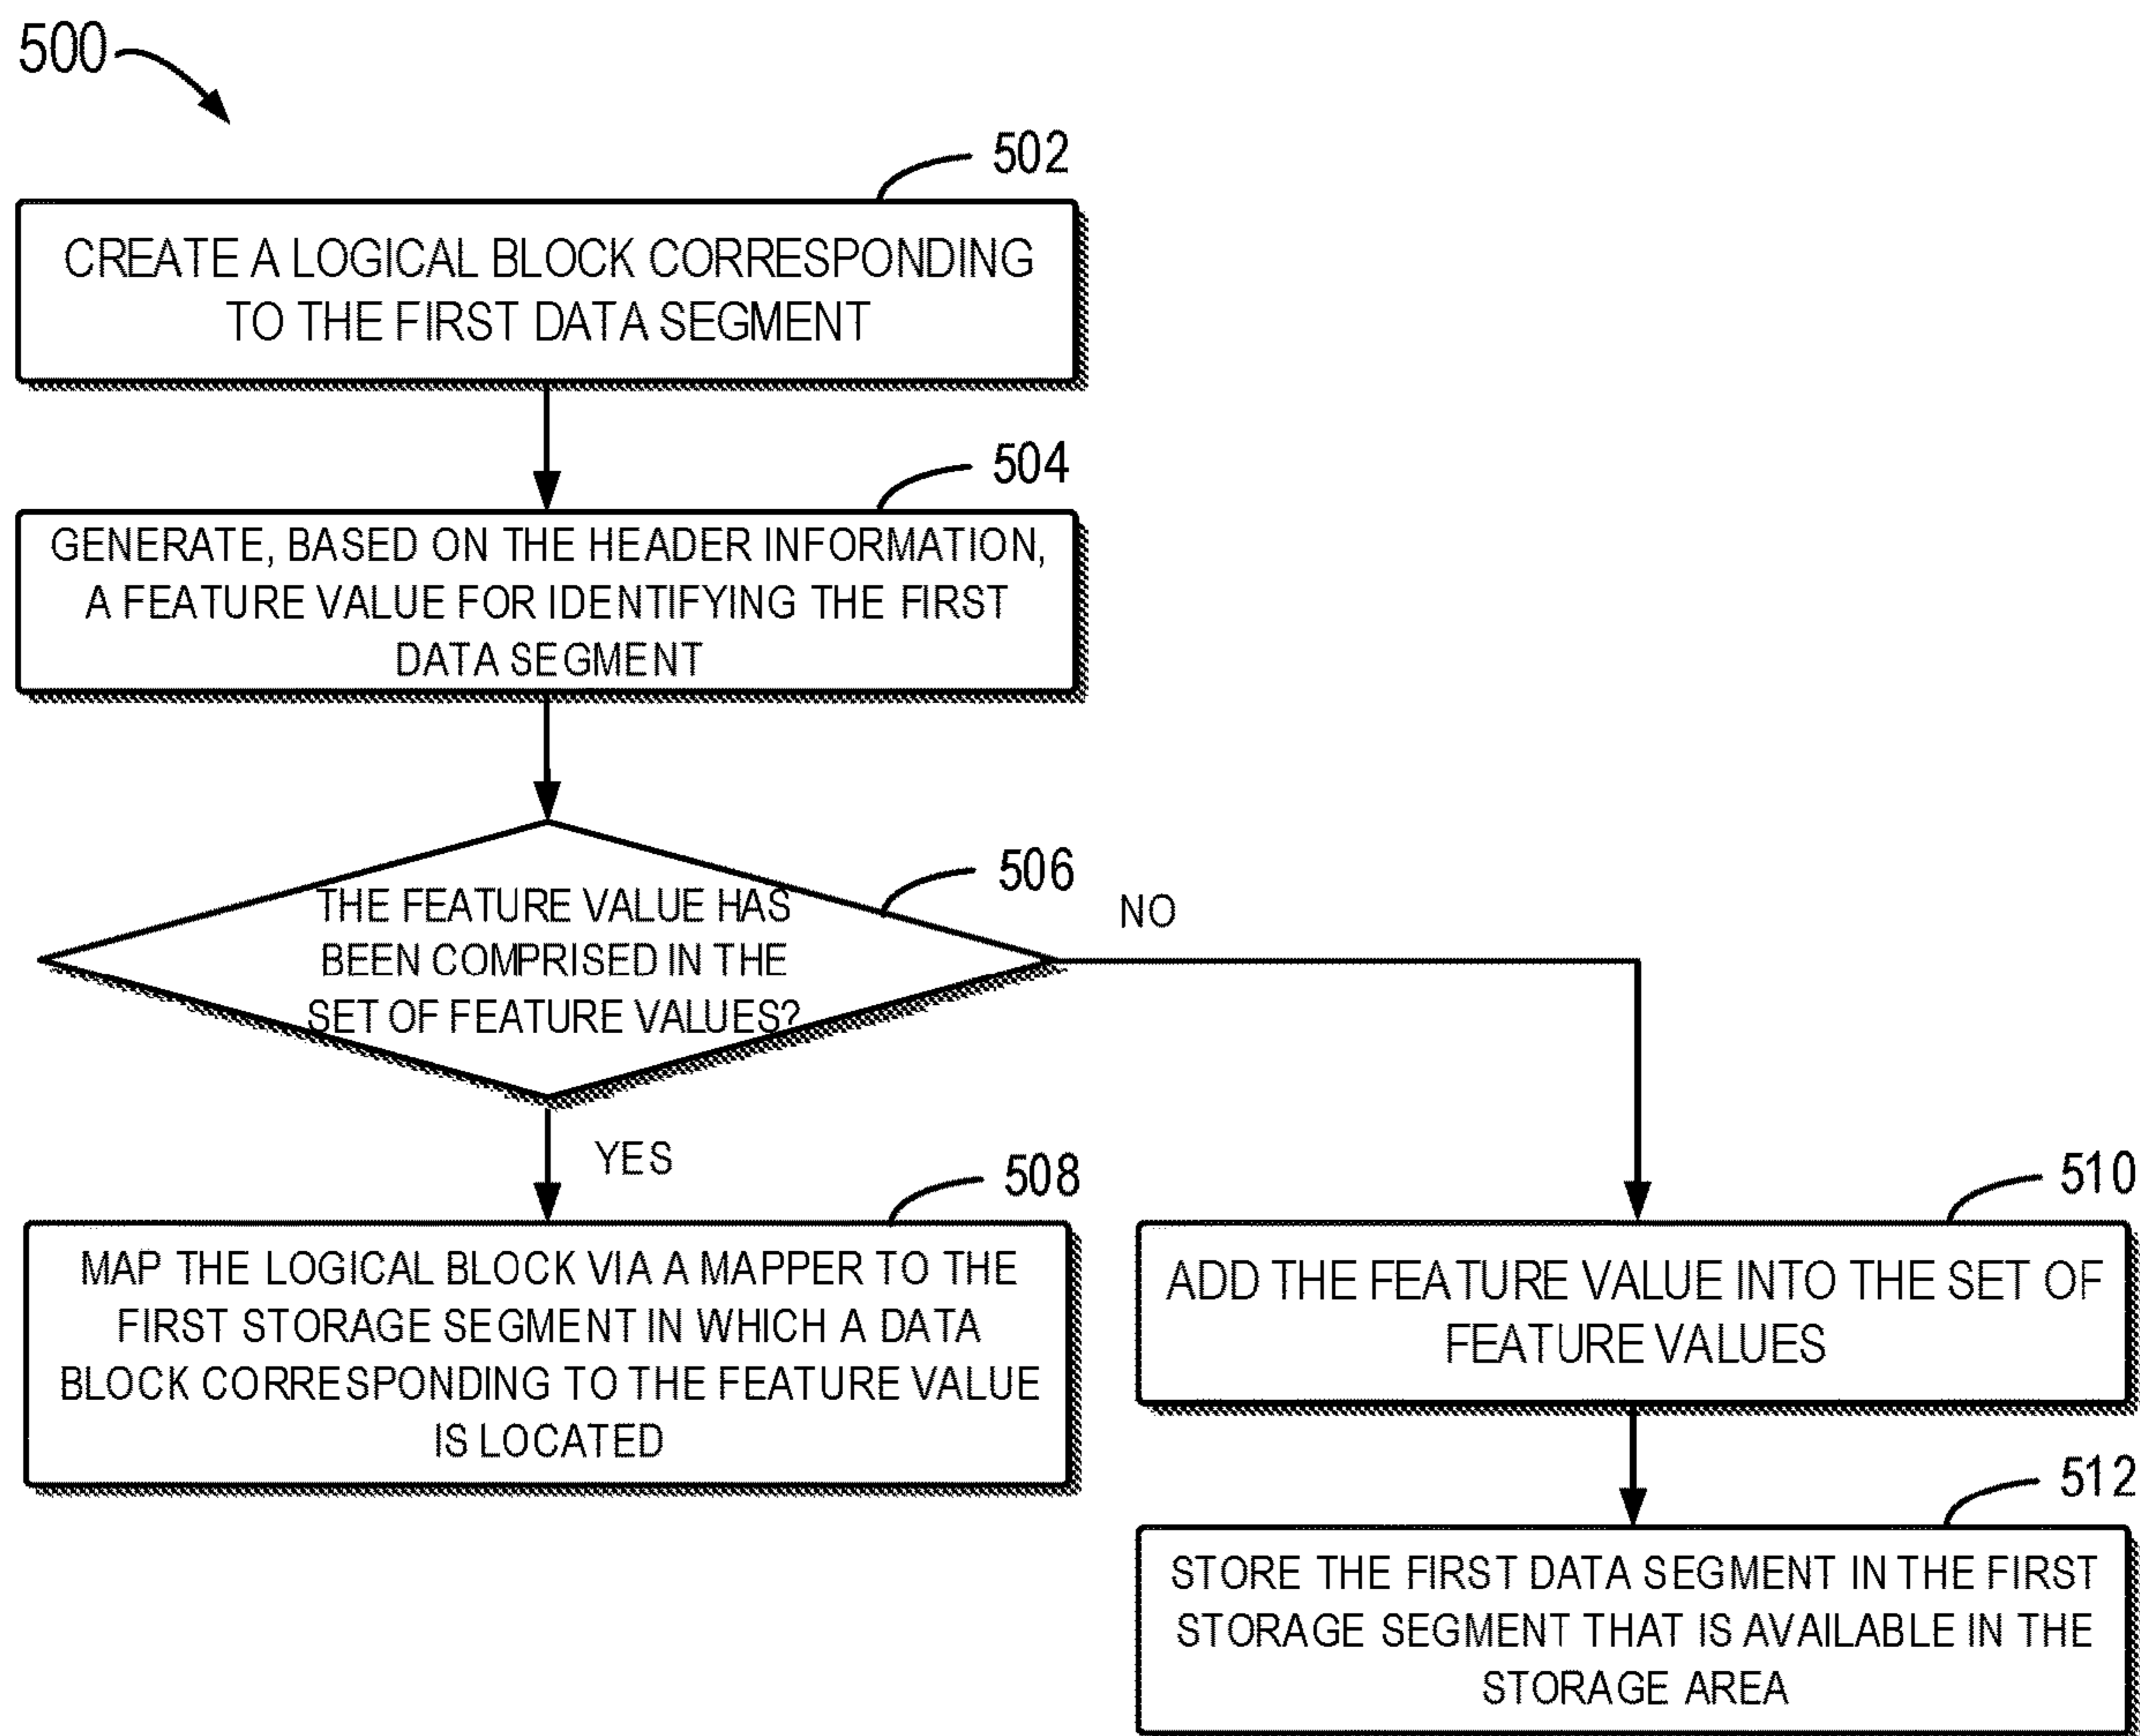 500
502
CREATE A LOGICAL BLOCK CORRESPONDING
TO THE FIRST DATA SEGMENT
504
GENERATE, BASED ON THE HEADER INFORMATION,
A FEATURE VALUE FOR IDENTIFYING THE FIRST
DATA SEGMENT
506
THE FEATURE VALUE HAS
BEEN COMPRISED IN THE
SET OF FEATURE VALUES?
NO
YES
508
MAP THE LOGICAL BLOCK VIA A MAPPER TO THE
FIRST STORAGE SEGMENT IN WHICH A DATA
BLOCK CORRESPONDING TO THE FEATURE VALUE
IS LOCATED
510
ADD THE FEATURE VALUE INTO THE SET OF
FEATURE VALUES
512
STORE THE FIRST DATA SEGMENT IN THE FIRST
STORAGE SEGMENT THAT IS AVAILABLE IN THE
STORAGE AREA